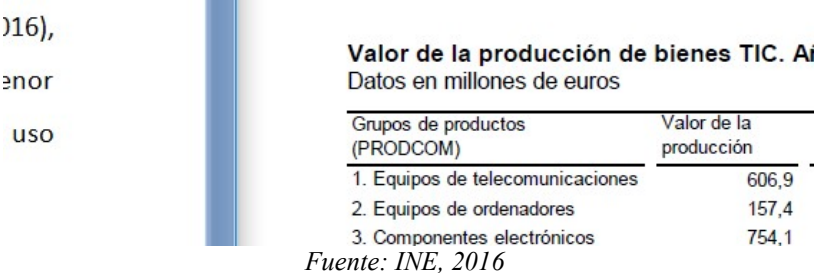 016),
enor
uso
Valor de la producción de bienes TIC.
Datos en millones de euros
Grupos de productos
(PRODCOM)
Valor de la
producción
1. Equipos de telecomunicaciones 606,9
2. Equipos de ordenadores 157,4
3. Componentes electrónicos 754,1
Fuente: INE, 2016